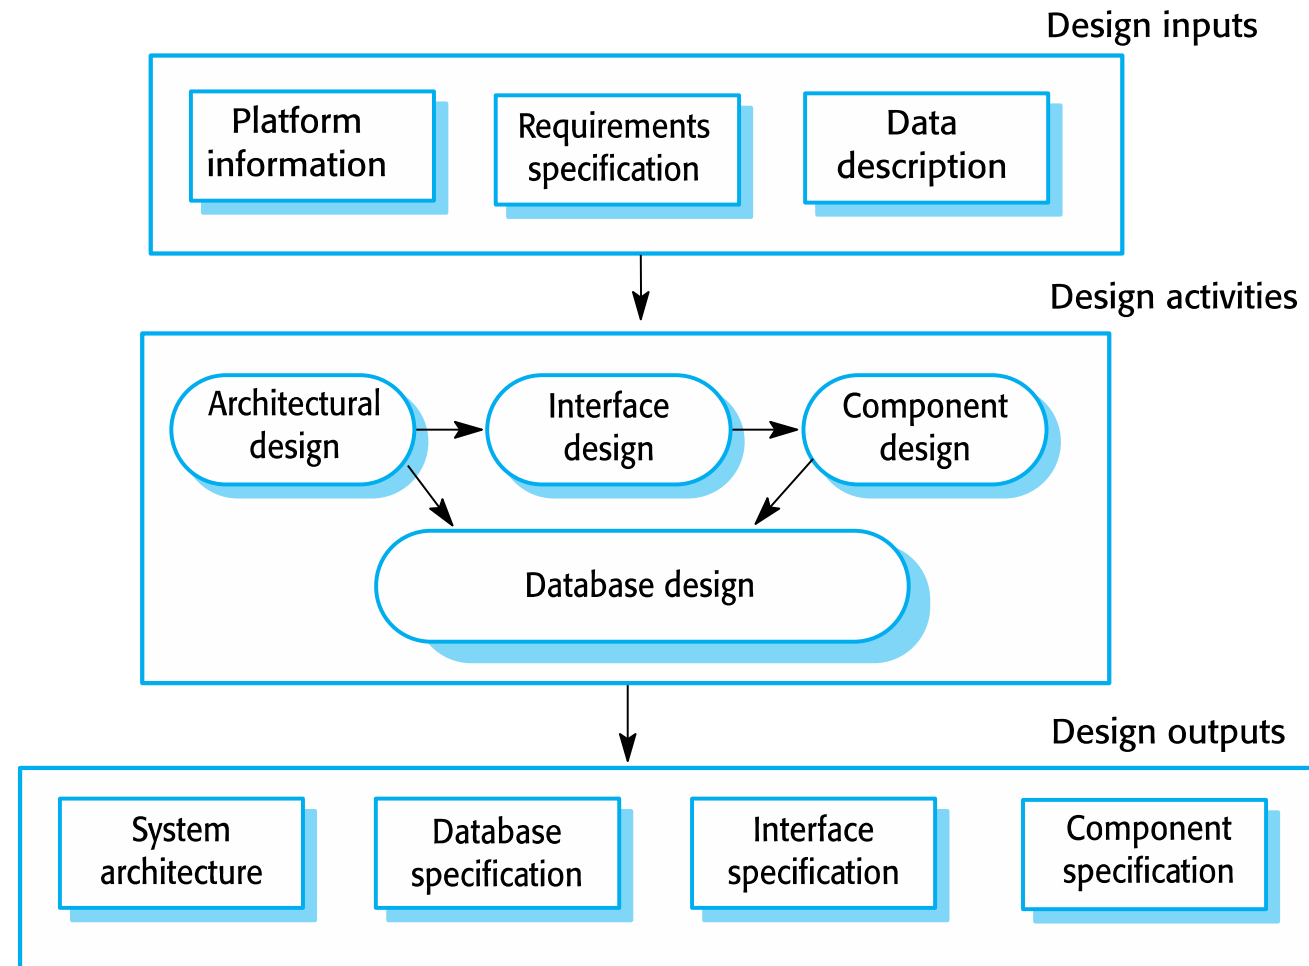 Design inputs
Platform
information
Requirements
specification
Data
description
Design activities
Architectural
design
Interface
design
Component
design
Database design
Design outputs
System
architecture
Database
specification
Interface
specification
Component
specification